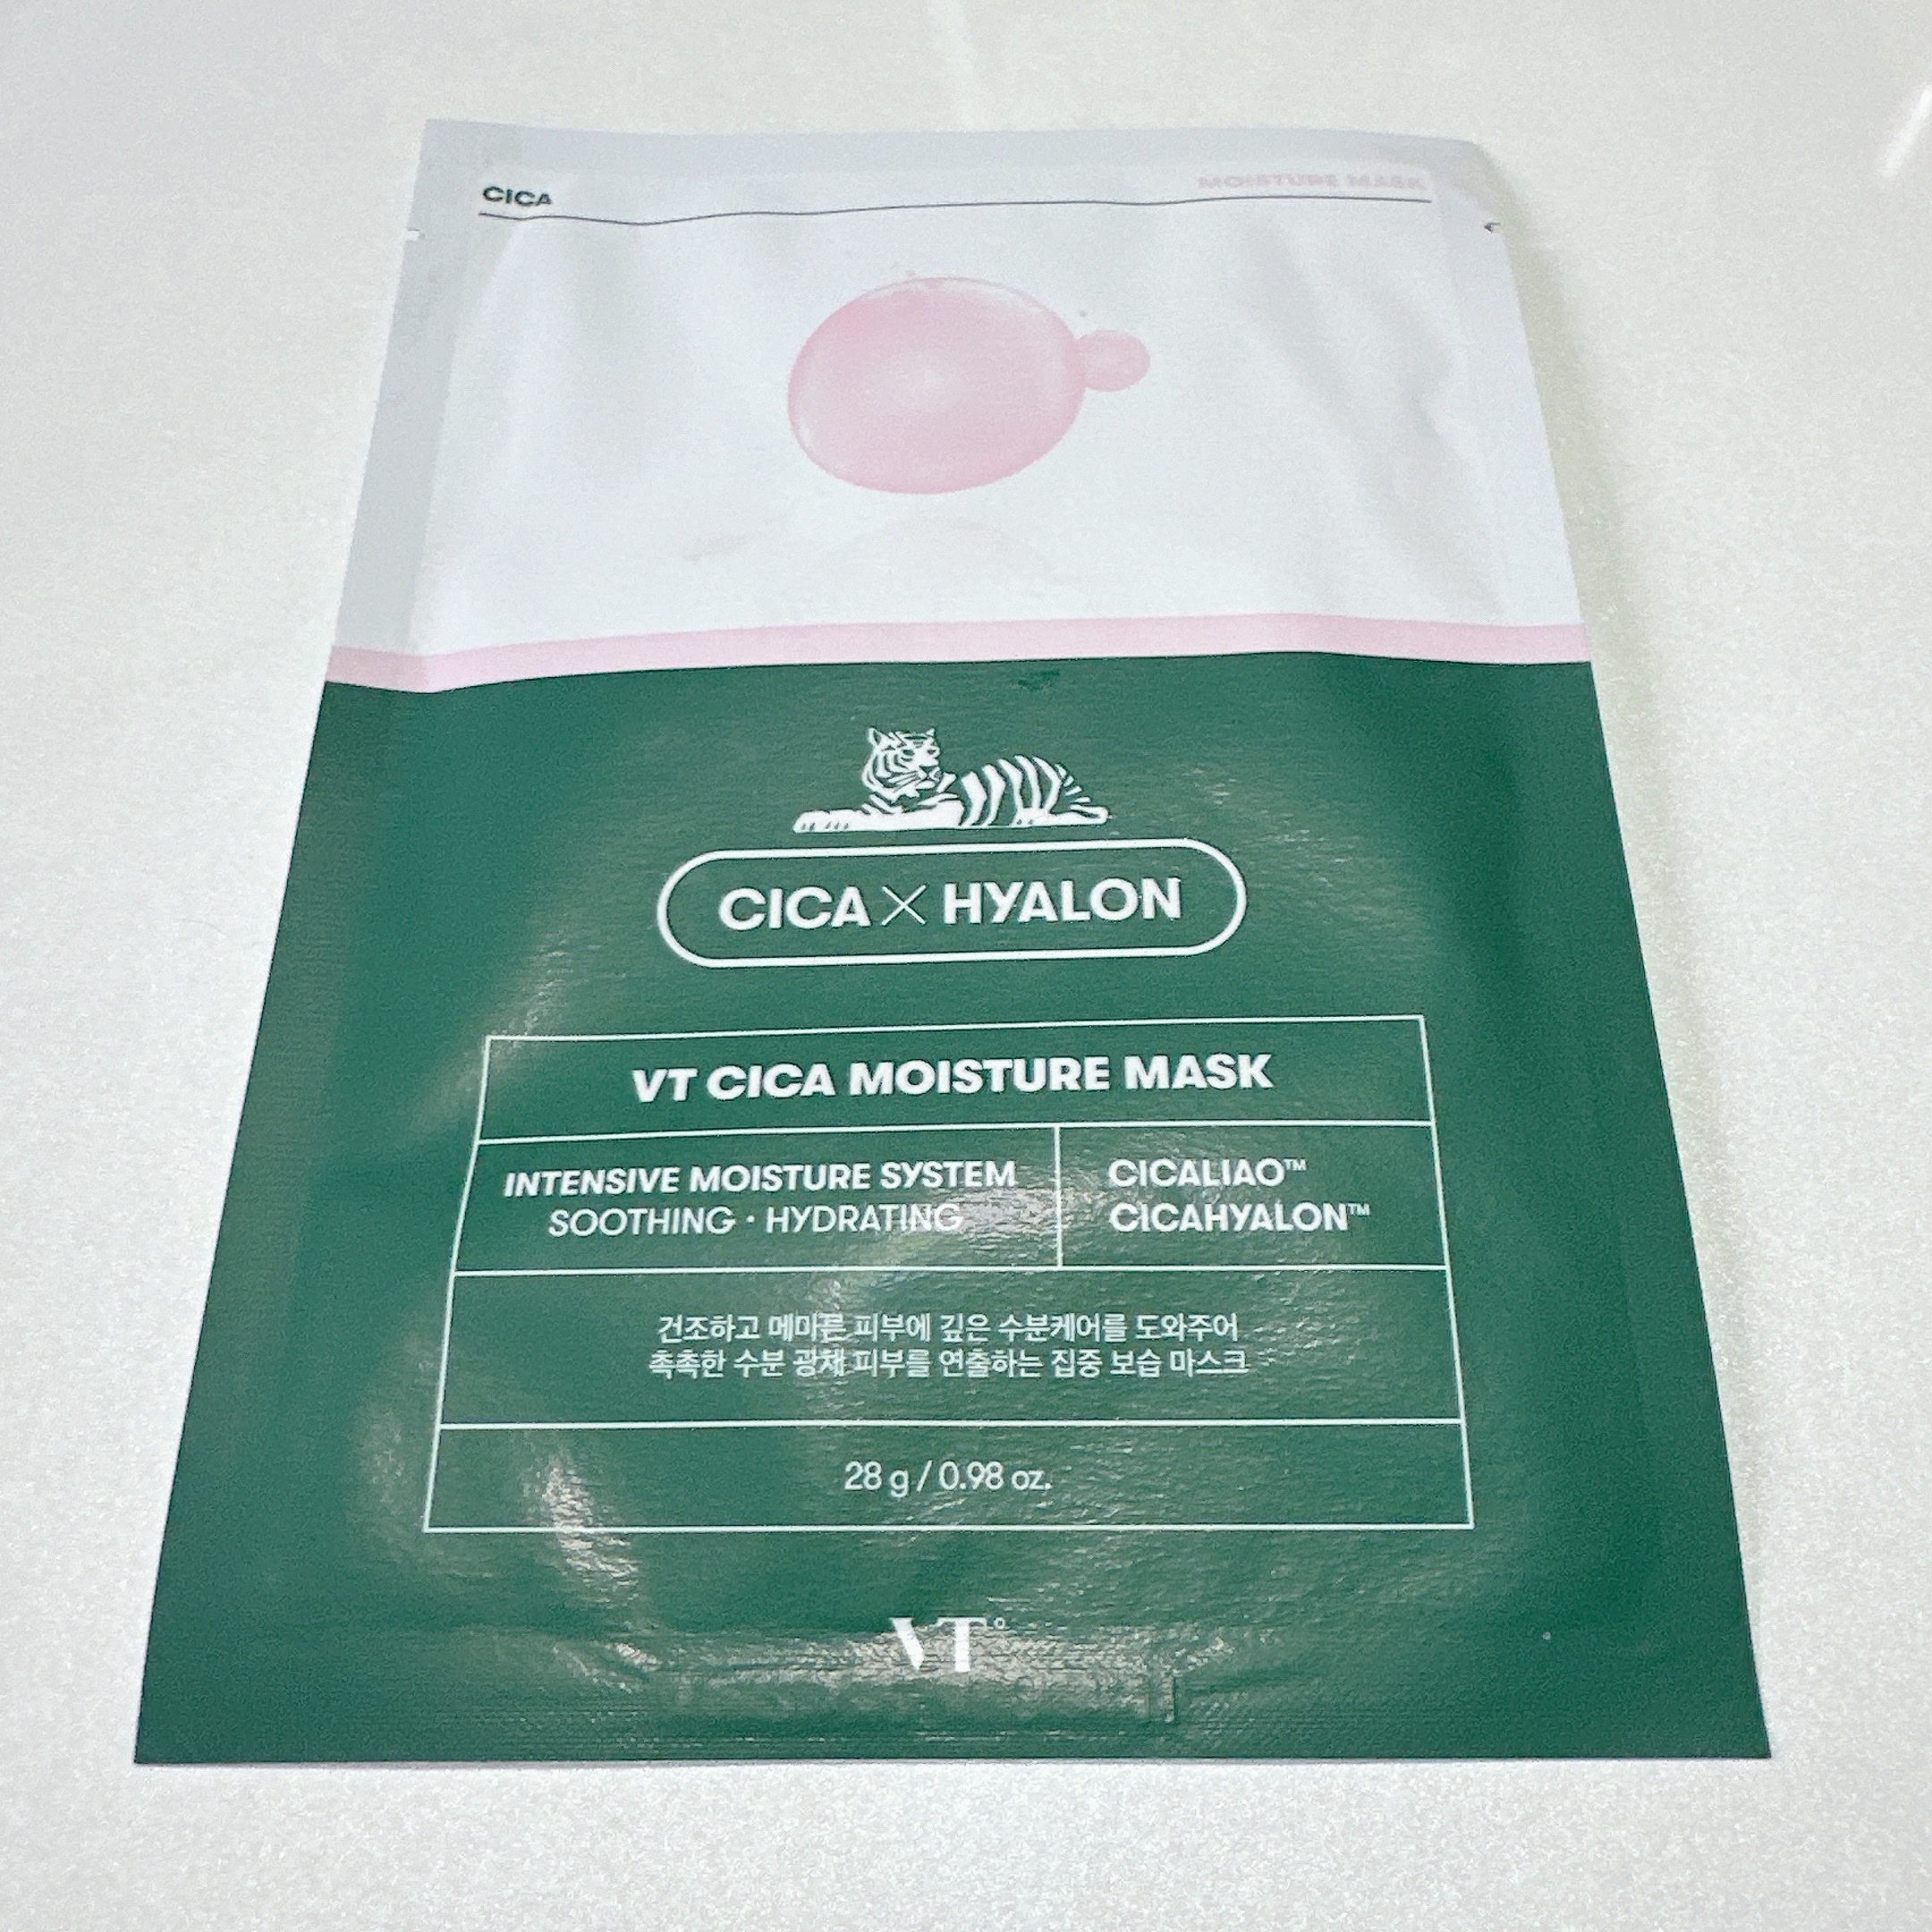 CICA
MOISTURE MASK
CICA × HYALON
VT CICA MOISTURE MASK
INTENSIVE MOISTURE SYSTEM
SOOTHING · HYDRATING
CICALIAO™
CICAHYALON™
건조하고 메마른 피부에 깊은 수분케어를 도와주어
촉촉한 수분 광채 피부를 연출하는 집중 보습 마스크
28 g / 0.98 oz.
VT